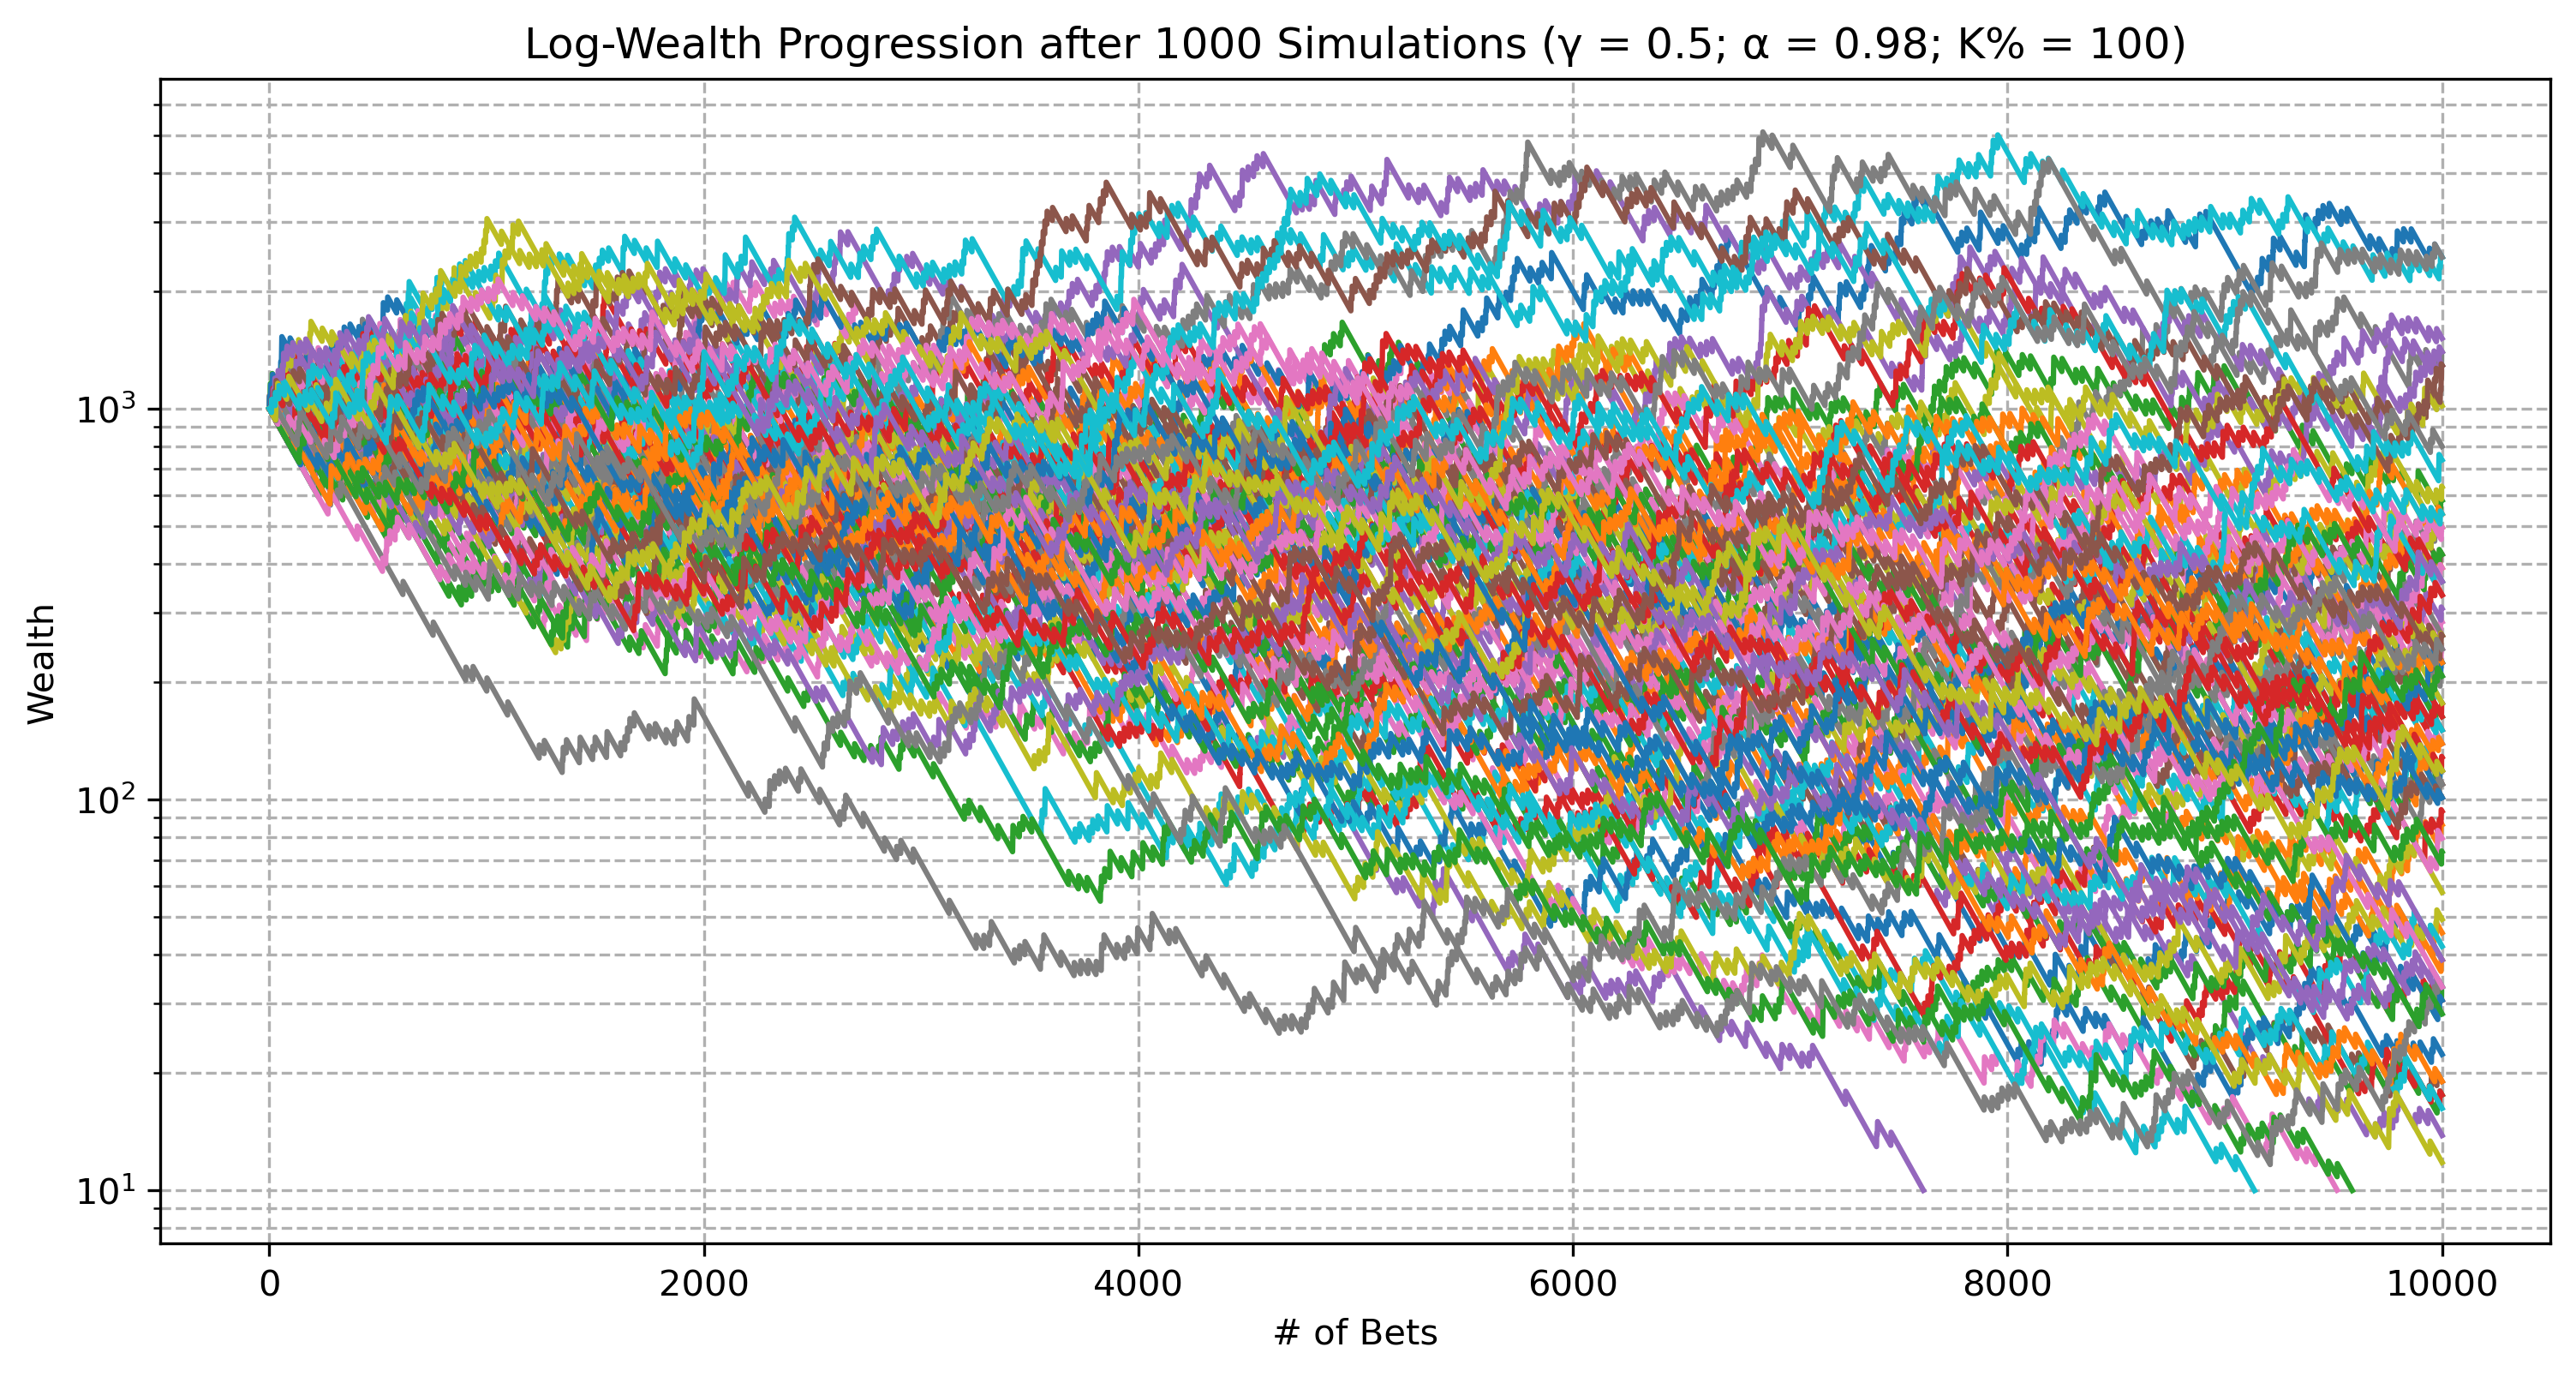 Log-Wealth Progression after 1000 Simulations (γ = 0.5; α = 0.98; K% = 100)
Wealth
10³
10²
10¹
0 2000 4000 6000 8000 10000
# of Bets